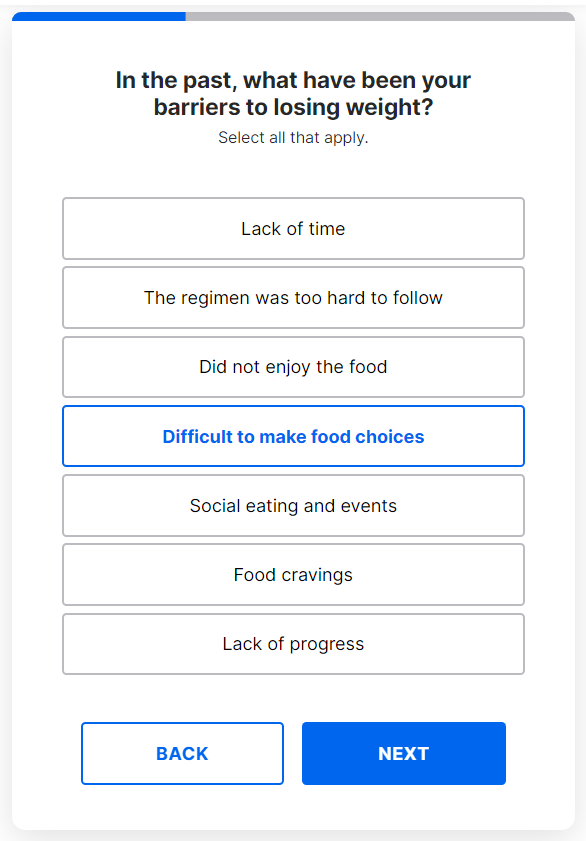 In the past, what have been your
barriers to losing weight?
Select all that apply.
Lack of time
The regimen was too hard to follow
Did not enjoy the food
Difficult to make food choices
Social eating and events
Food cravings
Lack of progress
BACK
NEXT